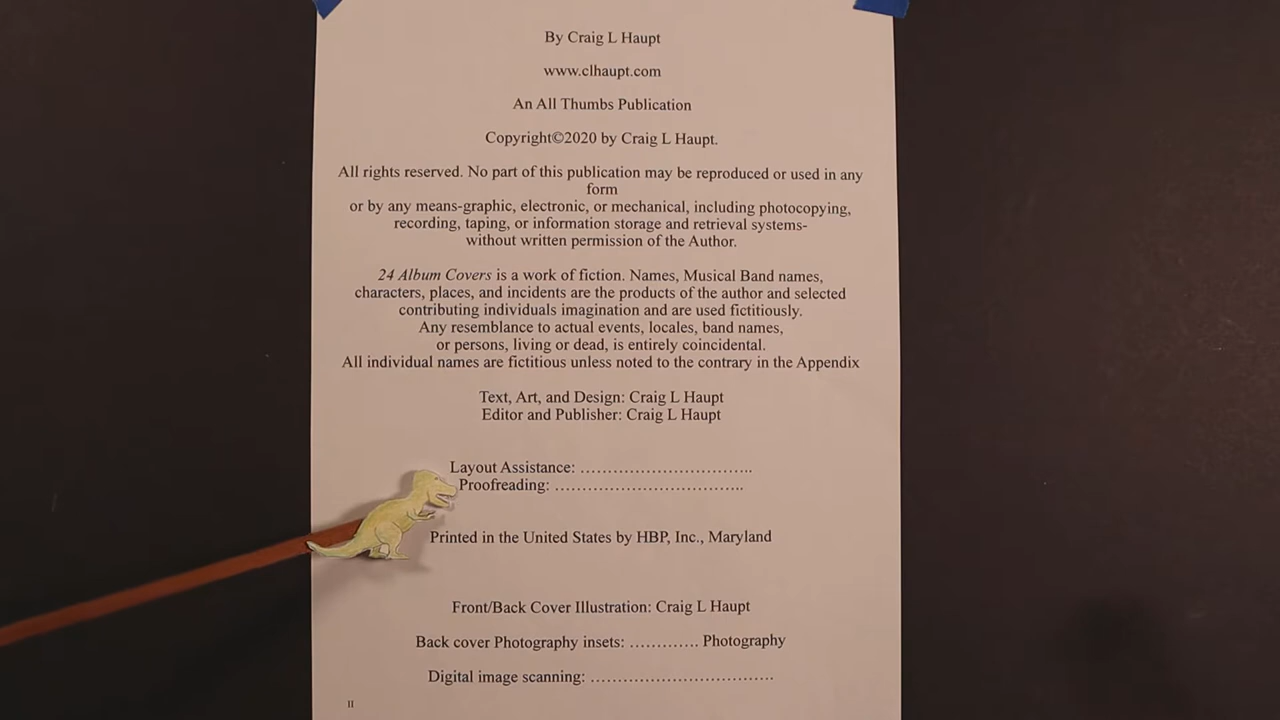 By Craig L Haupt
www.clhaupt.com
An All Thumbs Publication
Copyright©2020 by Craig L Haupt.
All rights reserved. No part of this publication may be reproduced or used in any
form
or by any means-graphic, electronic, or mechanical, including photocopying,
recording, taping, or information storage and retrieval systems-
without written permission of the Author.
24 Album Covers is a work of fiction. Names, Musical Band names,
characters, places, and incidents are the products of the author and selected
contributing individuals imagination and are used fictitiously.
Any resemblance to actual events, locales, band names,
or persons, living or dead, is entirely coincidental.
All individual names are fictitious unless noted to the contrary in the Appendix
Text, Art, and Design: Craig L Haupt
Editor and Publisher: Craig L Haupt
Layout Assistance: ……………………………..
Proofreading: ……………………………..
Printed in the United States by HBP, Inc., Maryland
Front/Back Cover Illustration: Craig L Haupt
Back cover Photography insets: …………. Photography
Digital image scanning: …………………………….
II